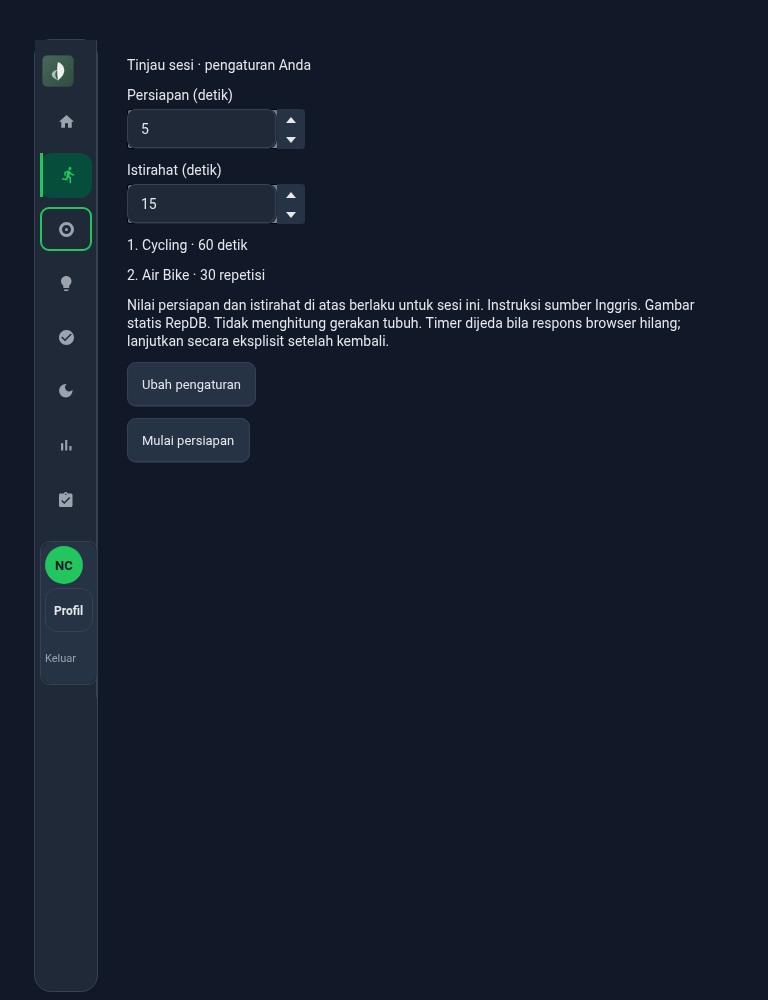 Tinjau sesi · pengaturan Anda
Persiapan (detik)
5
Istirahat (detik)
15
1. Cycling · 60 detik
2. Air Bike · 30 repetisi
Nilai persiapan dan istirahat di atas berlaku untuk sesi ini. Instruksi sumber Inggris. Gambar
statis RepDB. Tidak menghitung gerakan tubuh. Timer dijeda bila respons browser hilang;
lanjutkan secara eksplisit setelah kembali.
Ubah pengaturan
Mulai persiapan
NC
Profil
Keluar